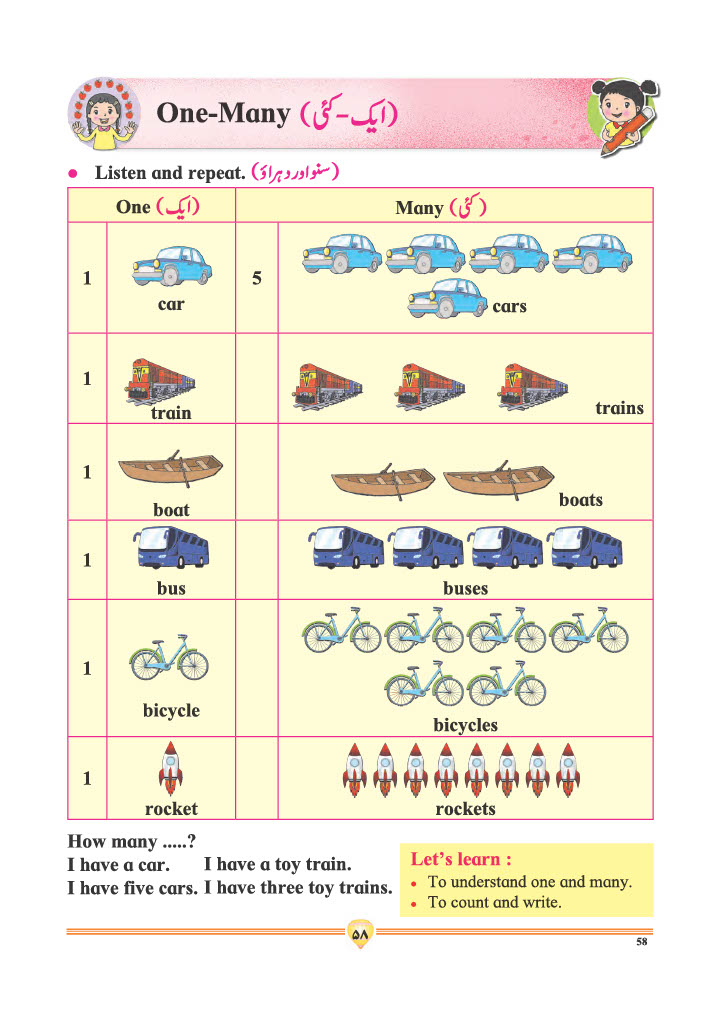 One-Many (ایک-کئی)
• Listen and repeat. (سنو اور دہراؤ)
One (ایک) Many (کئی)
1 car 5 cars
1 train trains
1 boat boats
1 bus buses
1 bicycle bicycles
1 rocket rockets
How many .....?
I have a car. I have a toy train.
I have five cars. I have three toy trains.
Let's learn :
• To understand one and many.
• To count and write.
۵۸
58